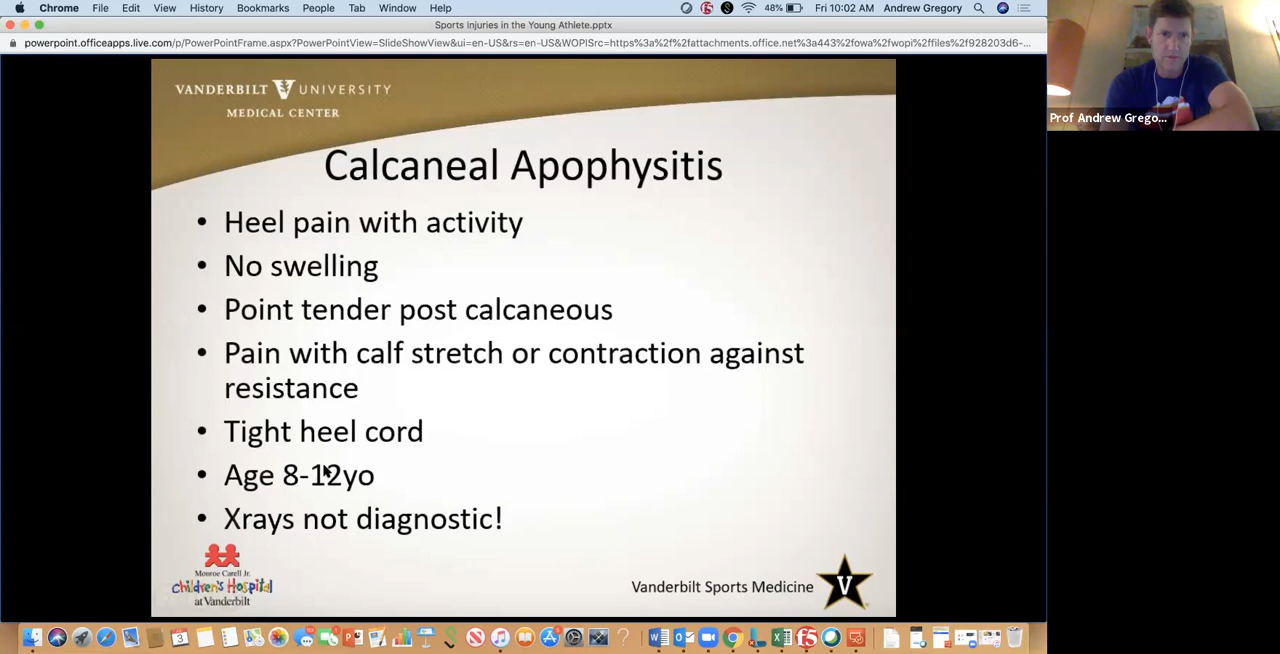 Chrome File Edit View History Bookmarks People Tab Window Help 48% Fri 10:02 AM Andrew Gregory
Sports Injuries in the Young Athlete.pptx
powerpoint.officeapps.live.com/p/PowerPointFrame.aspx?PowerPointView=SlideShowView&ui=en-US&rs=en-US&WOPISrc=https%3a%2f%2fattachments.office.net%3a443%2fowa%2fwopi%2ffiles%2f928203d6-...
Prof Andrew Grego...
VANDERBILT V UNIVERSITY
MEDICAL CENTER
Calcaneal Apophysitis
• Heel pain with activity
• No swelling
• Point tender post calcaneous
• Pain with calf stretch or contraction against
resistance
• Tight heel cord
• Age 8-12yo
• Xrays not diagnostic!
Monroe Carell Jr.
Children's Hospital
at Vanderbilt
Vanderbilt Sports Medicine
V